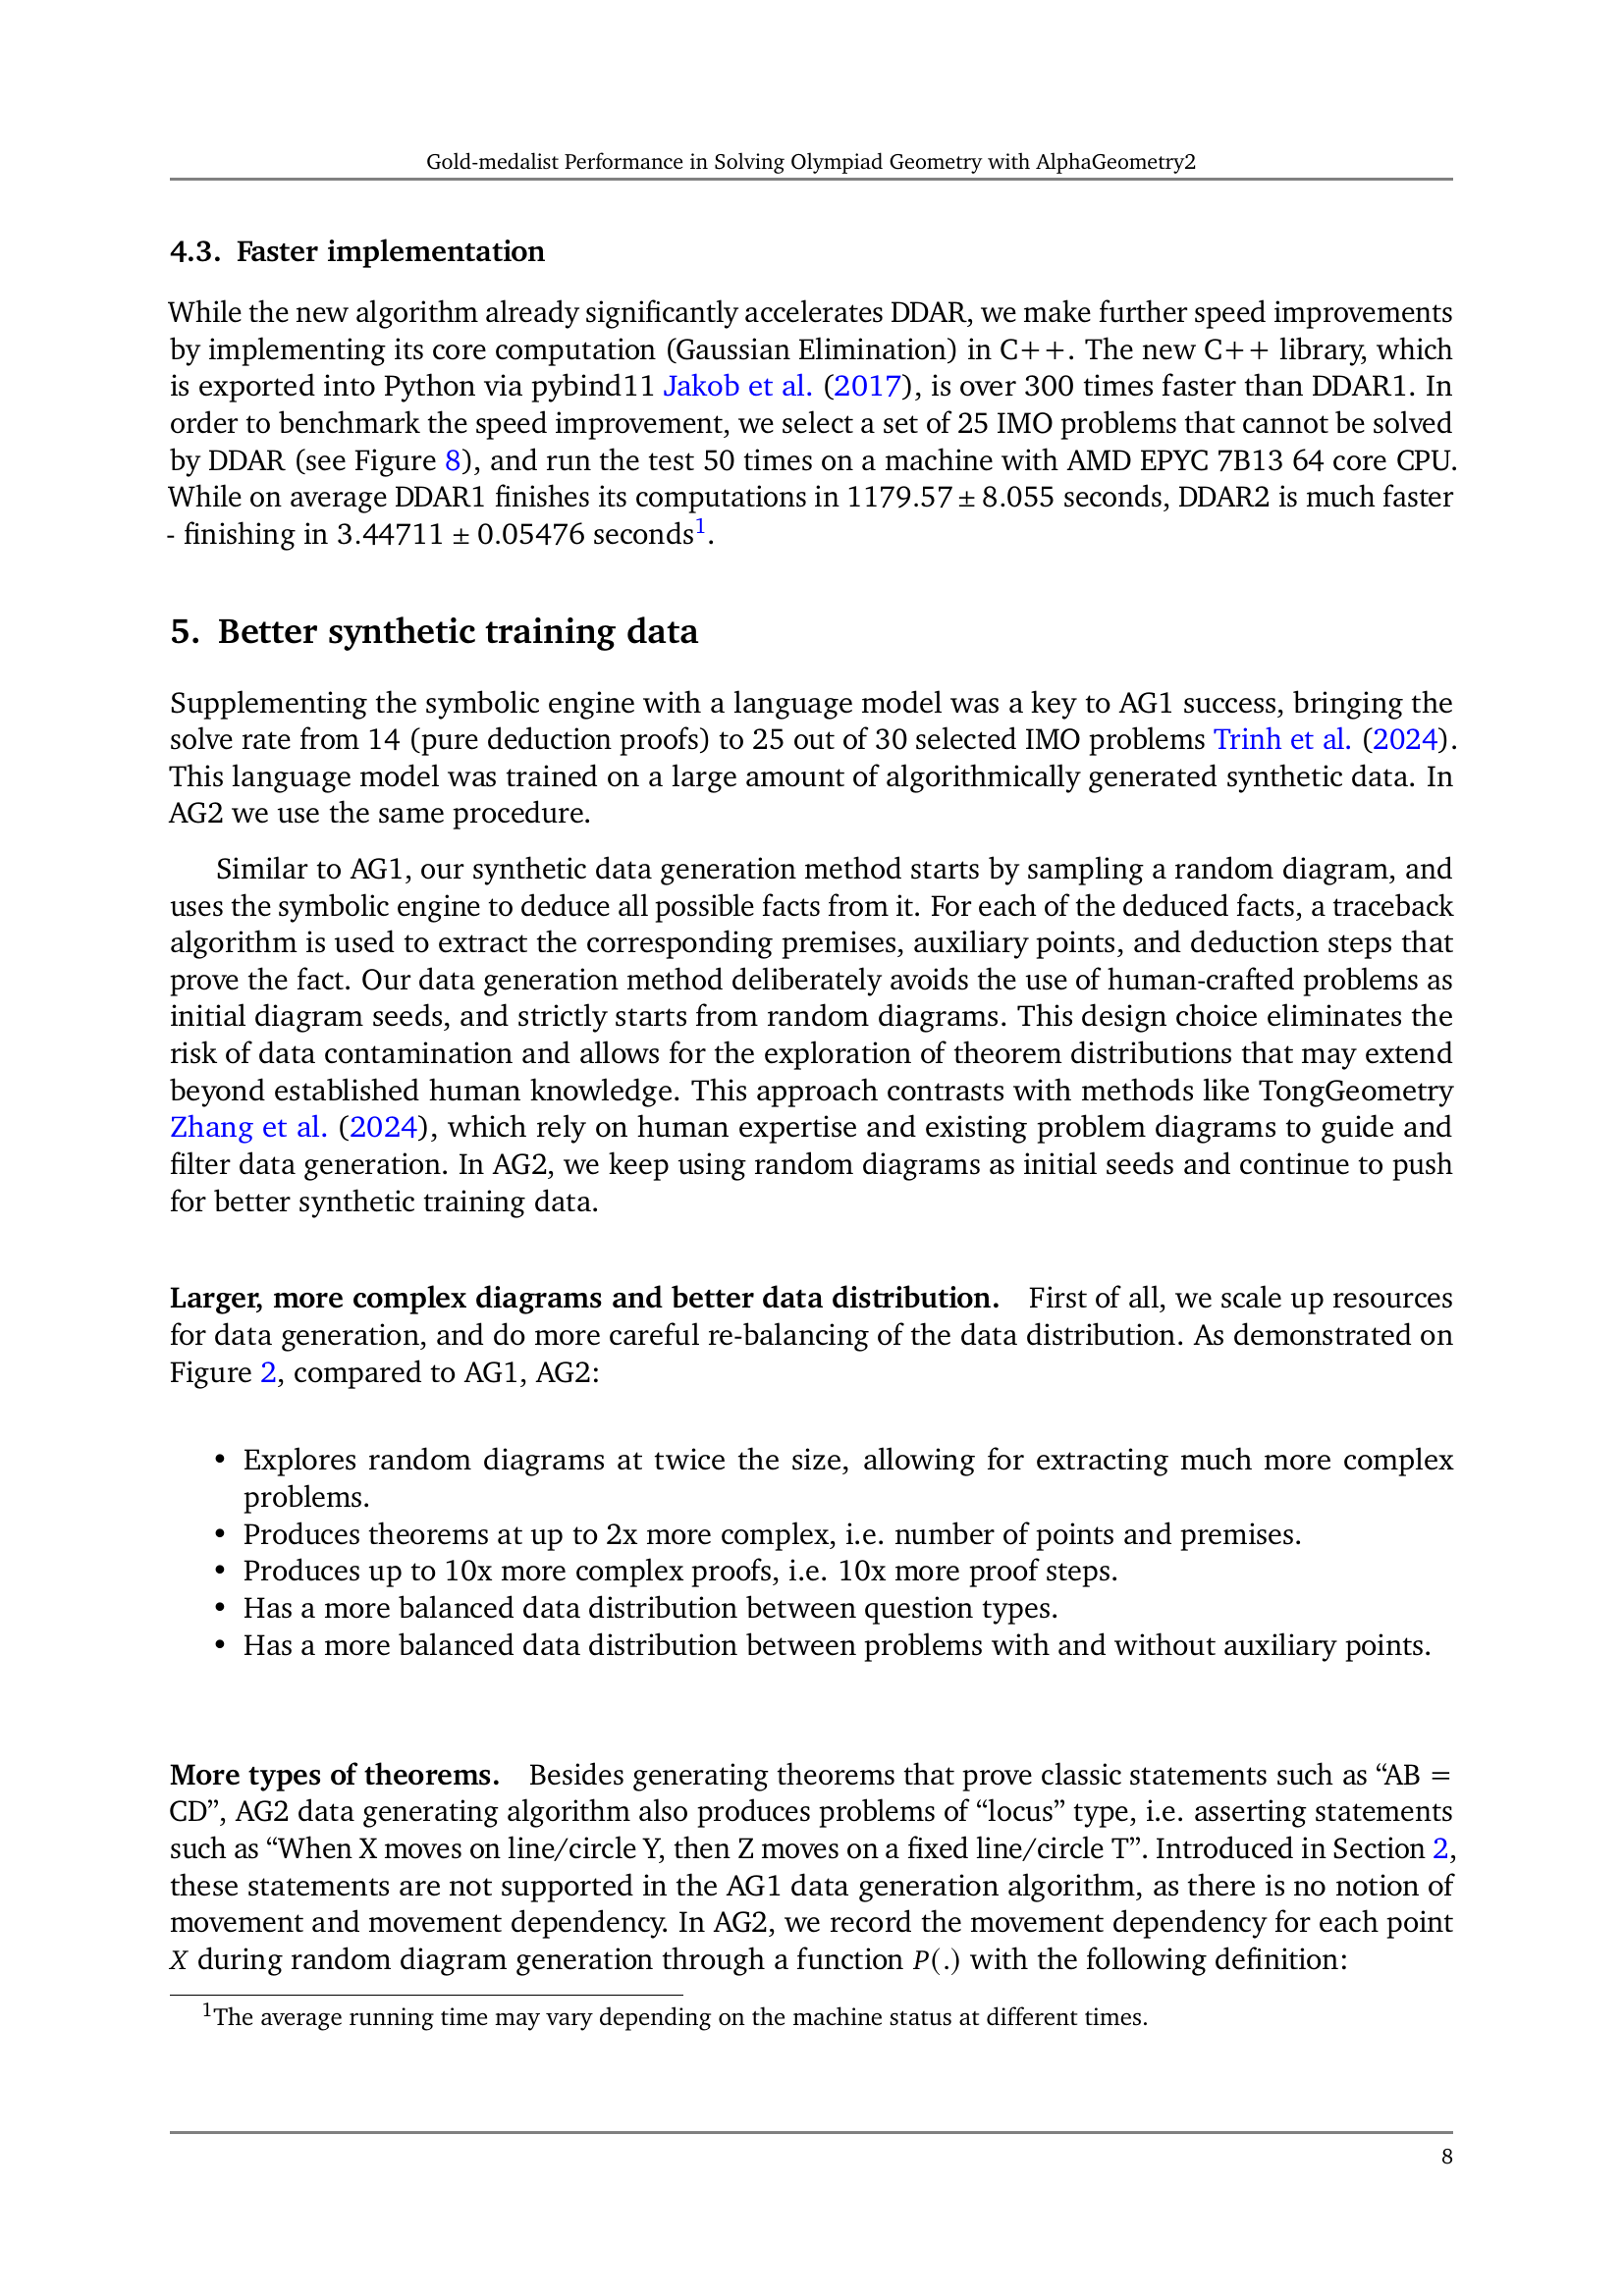 Gold-medalist Performance in Solving Olympiad Geometry with AlphaGeometry2
4.3. Faster implementation
While the new algorithm already significantly accelerates DDAR, we make further speed improvements
by implementing its core computation (Gaussian Elimination) in C++. The new C++ library, which
is exported into Python via pybind11 Jakob et al. (2017), is over 300 times faster than DDAR1. In
order to benchmark the speed improvement, we select a set of 25 IMO problems that cannot be solved
by DDAR (see Figure 8), and run the test 50 times on a machine with AMD EPYC 7B13 64 core CPU.
While on average DDAR1 finishes its computations in 1179.57 ± 8.055 seconds, DDAR2 is much faster
- finishing in 3.44711 ± 0.05476 seconds1.
5. Better synthetic training data
Supplementing the symbolic engine with a language model was a key to AG1 success, bringing the
solve rate from 14 (pure deduction proofs) to 25 out of 30 selected IMO problems Trinh et al. (2024).
This language model was trained on a large amount of algorithmically generated synthetic data. In
AG2 we use the same procedure.
Similar to AG1, our synthetic data generation method starts by sampling a random diagram, and
uses the symbolic engine to deduce all possible facts from it. For each of the deduced facts, a traceback
algorithm is used to extract the corresponding premises, auxiliary points, and deduction steps that
prove the fact. Our data generation method deliberately avoids the use of human-crafted problems as
initial diagram seeds, and strictly starts from random diagrams. This design choice eliminates the
risk of data contamination and allows for the exploration of theorem distributions that may extend
beyond established human knowledge. This approach contrasts with methods like TongGeometry
Zhang et al. (2024), which rely on human expertise and existing problem diagrams to guide and
filter data generation. In AG2, we keep using random diagrams as initial seeds and continue to push
for better synthetic training data.
Larger, more complex diagrams and better data distribution. First of all, we scale up resources
for data generation, and do more careful re-balancing of the data distribution. As demonstrated on
Figure 2, compared to AG1, AG2:
• Explores random diagrams at twice the size, allowing for extracting much more complex
problems.
• Produces theorems at up to 2x more complex, i.e. number of points and premises.
• Produces up to 10x more complex proofs, i.e. 10x more proof steps.
• Has a more balanced data distribution between question types.
• Has a more balanced data distribution between problems with and without auxiliary points.
More types of theorems. Besides generating theorems that prove classic statements such as “AB =
CD”, AG2 data generating algorithm also produces problems of “locus” type, i.e. asserting statements
such as “When X moves on line/circle Y, then Z moves on a fixed line/circle T”. Introduced in Section 2,
these statements are not supported in the AG1 data generation algorithm, as there is no notion of
movement and movement dependency. In AG2, we record the movement dependency for each point
X during random diagram generation through a function P(.) with the following definition:
1The average running time may vary depending on the machine status at different times.
8